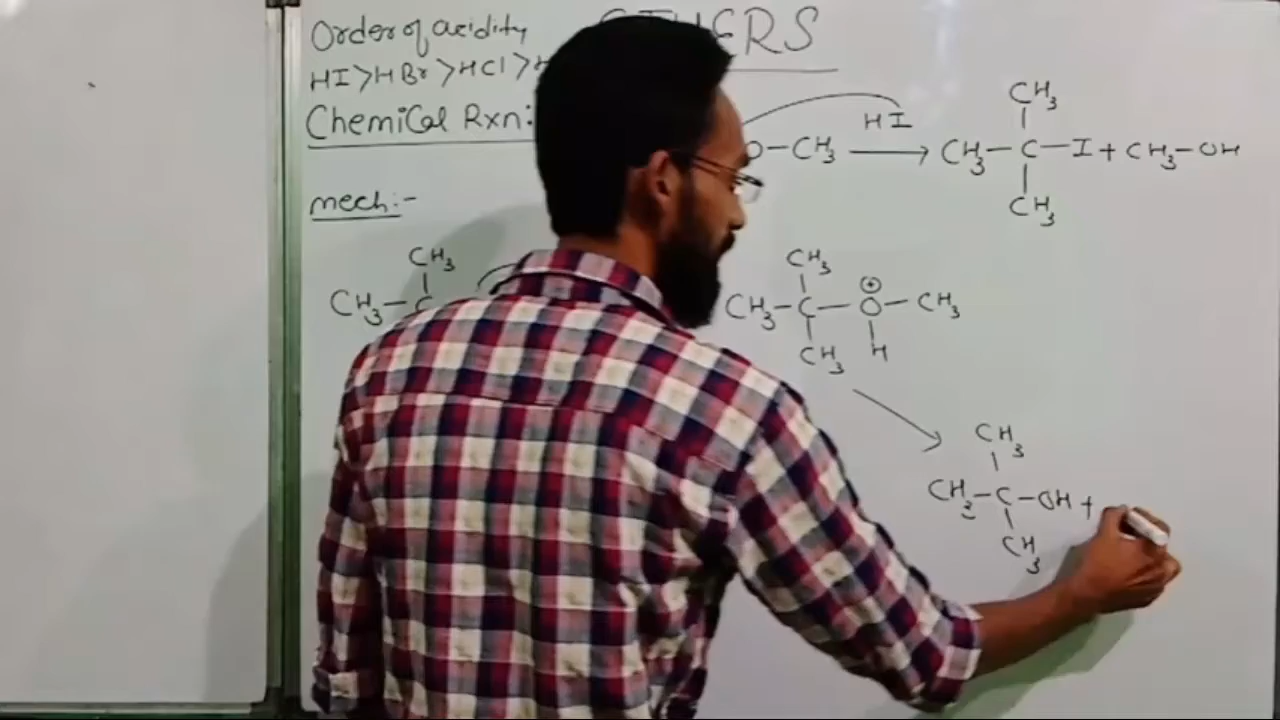 Order of acidity
HI > HBr > HCl >
Chemical Rxn:
CH3
HI
O-CH3 → CH3-C-I + CH3-OH
CH3
mech:-
CH3 CH3 ⊕
CH3-C CH3-C-O-CH3
CH3 H
CH3
CH3-C-OH +
CH3